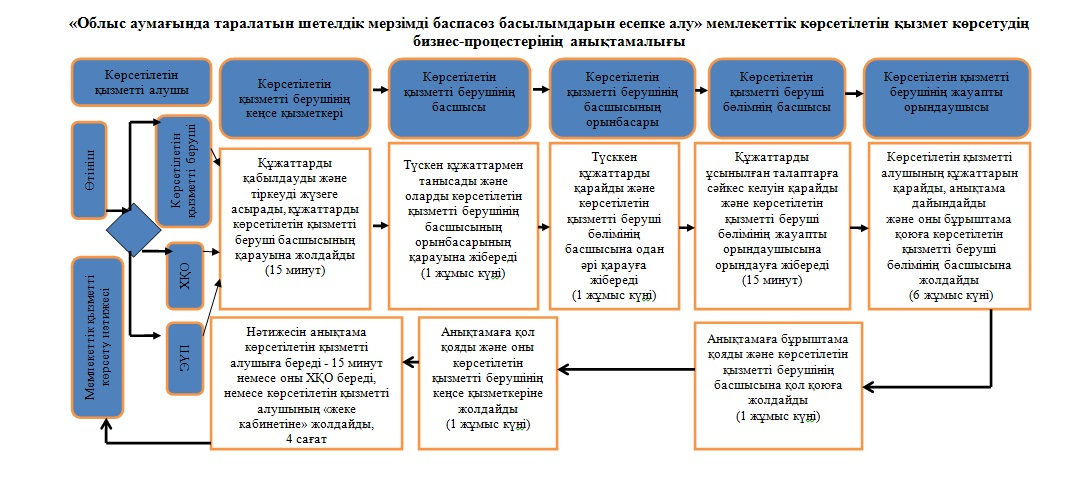 «Облыс аумағында таралатын шетелдік мерзімді баспасөз басылымдарын есепке алу» мемлекеттік көрсетілетін қызмет көрсетудің
бизнес-процестерінің анықтамалығы
Көрсетілетін
қызметті алушы
Көрсетілетін
қызметті берушінің
кеңсе қызметкері
Көрсетілетін
қызметті берушінің
басшысы
Көрсетілетін
қызметті берушінің
басшысының
орынбасары
Көрсетілетін
қызметті беруші
бөлімнің басшысы
Көрсетілетін қызметті
берушінің жауапты
орындаушысы
Өтініш
Көрсетілетін
қызметті беруші
ХҚО
ЭҮП
Мемлекеттік қызметті
көрсету нәтижесі
Құжаттарды
қабылдауды және
тіркеуді жүзеге
асырады, құжаттарды
көрсетілетін қызметті
беруші басшысының
қарауына жолдайды
(15 минут)
Түскен құжаттармен
танысады және
оларды көрсетілетін
қызметті берушінің
басшысының
орынбасарының
қарауына жібереді
(1 жұмыс күні)
Түсккен
құжаттарды
қарайды және
көрсетілетін
қызметті беруші
бөлімінің
басшысына одан
әрі қарауға
жібереді
(1 жұмыс күні)
Құжаттарды
ұсынылған талаптарға
сәйкес келуін қарайды
және көрсетілетін
қызметті беруші
бөлімінің жауапты
орындаушысына
орындауға жібереді
(15 минут)
Көрсетілетін қызметті
алушының құжаттарын
қарайды, анықтама
дайындайды
және оны бұрыштама
қоюға көрсетілетін
қызметті беруші
бөлімінің басшысына
жолдайды
(6 жұмыс күні)
Нәтижесін анықтама
көрсетілетін қызметті
алушыға береді - 15 минут
немесе оны ХҚО береді,
немесе көрсетілетін қызметті
алушының «жеке
кабинетіне» жолдайды,
4 сағат
Анықтамаға қол
қояды және оны
көрсетілетін
қызметті берушінің
кеңсе қызметкеріне
жолдайды
(1 жұмыс күні)
Анықтамаға бұрыштама
қояды және көрсетілетін
қызметті берушінің
басшысына қол қоюға
жолдайды
(1 жұмыс күні)